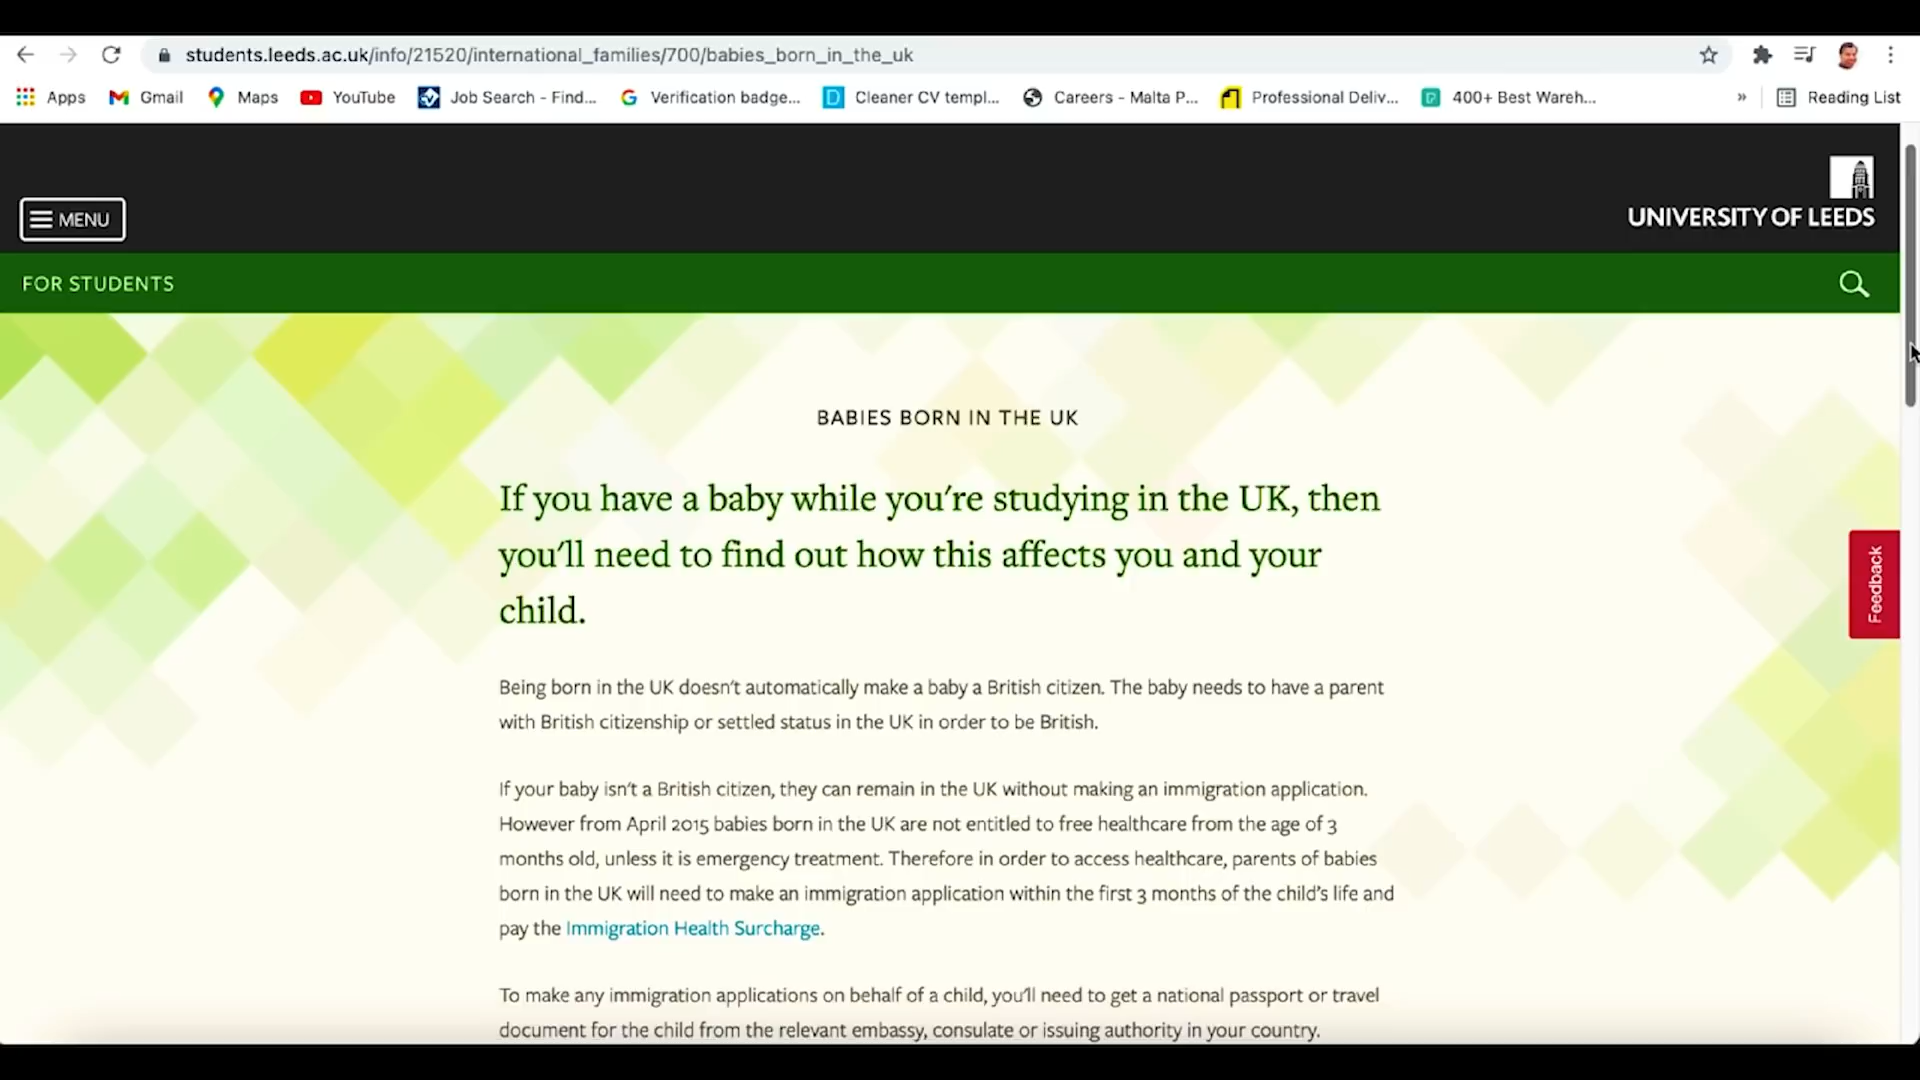 students.leeds.ac.uk/info/21520/international_families/700/babies_born_in_the_uk
Apps Gmail Maps YouTube Job Search - Find... Verification badge... Cleaner CV templ... Careers - Malta P... Professional Deliv... 400+ Best Wareh... » Reading List
MENU
UNIVERSITY OF LEEDS
FOR STUDENTS
BABIES BORN IN THE UK
If you have a baby while you're studying in the UK, then
you'll need to find out how this affects you and your
child.
Feedback
Being born in the UK doesn't automatically make a baby a British citizen. The baby needs to have a parent
with British citizenship or settled status in the UK in order to be British.
If your baby isn't a British citizen, they can remain in the UK without making an immigration application.
However from April 2015 babies born in the UK are not entitled to free healthcare from the age of 3
months old, unless it is emergency treatment. Therefore in order to access healthcare, parents of babies
born in the UK will need to make an immigration application within the first 3 months of the child's life and
pay the Immigration Health Surcharge.
To make any immigration applications on behalf of a child, you'll need to get a national passport or travel
document for the child from the relevant embassy, consulate or issuing authority in your country.